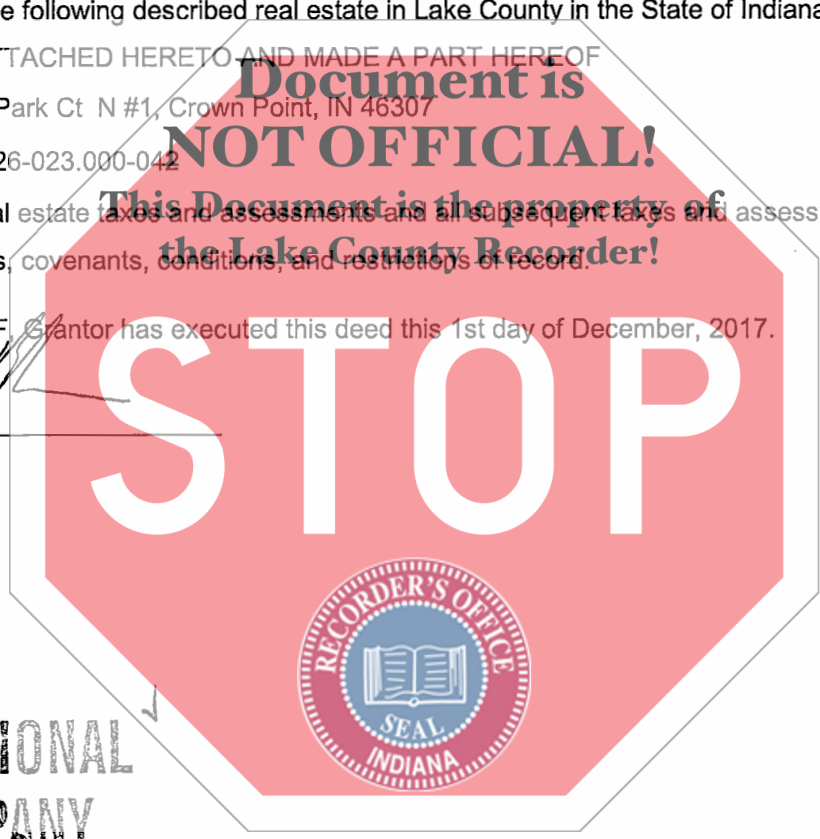 e following described real estate in Lake County in the State of Indiana
TTACHED HERETO AND MADE A PART HEREOF
Document is
Park Ct N #1, Crown Point, IN 46307
NOT OFFICIAL!
26-023.000-042
This Document is the property of
al estate taxes and assessments and all subsequent taxes and assess
the Lake County Recorder!
s, covenants, conditions, and restrictions of record.
F, Grantor has executed this deed this 1st day of December, 2017.
STOP
RECORDER'S OFFICE
SEAL
INDIANA
IONAL
PANY